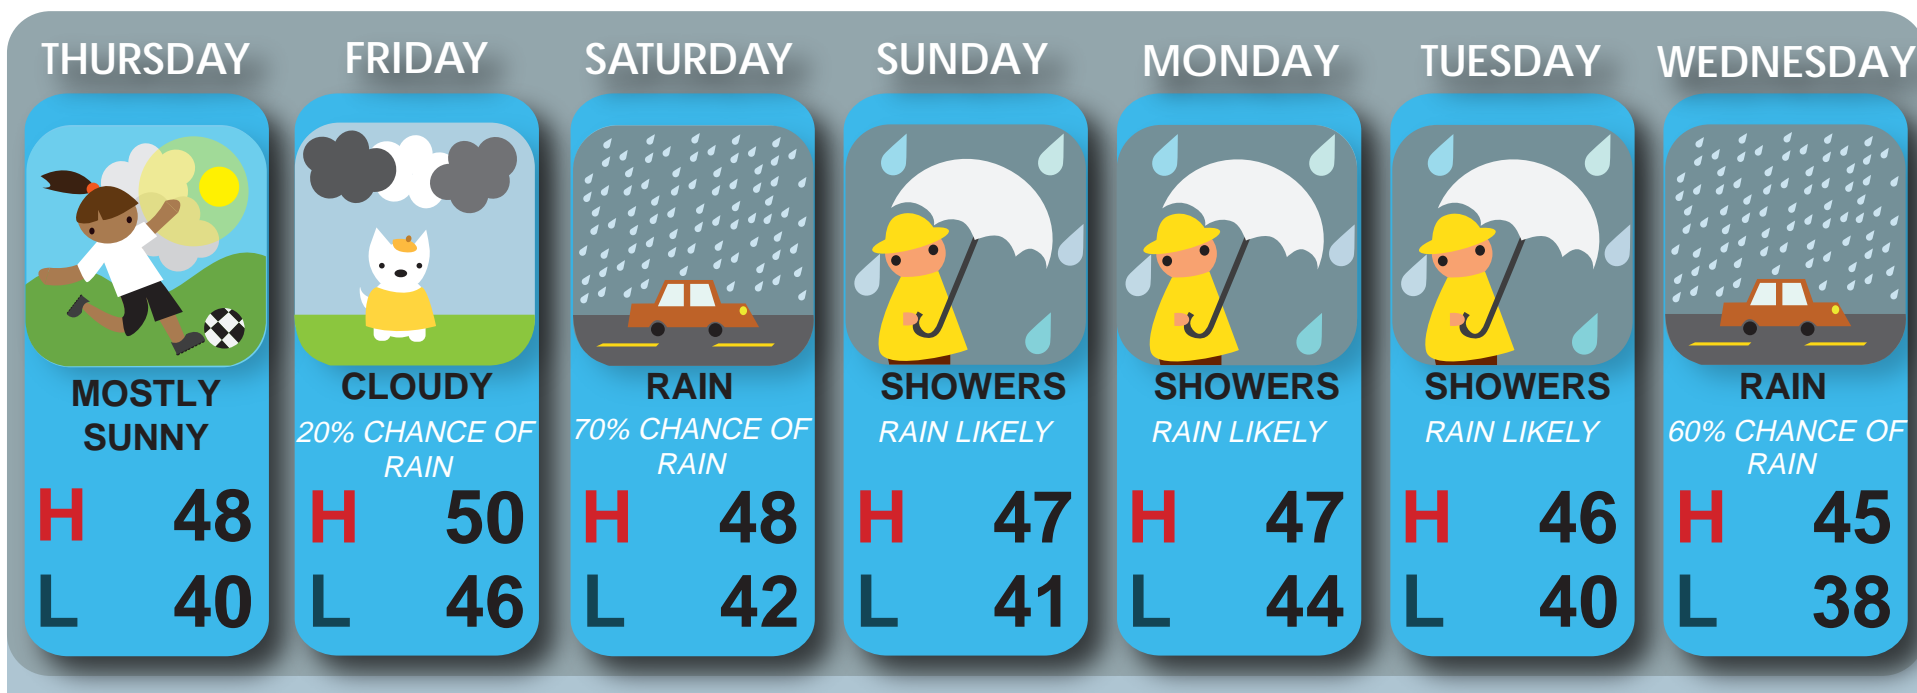 THURSDAY
MOSTLY
SUNNY
H 48
L 40
FRIDAY
CLOUDY
20% CHANCE OF
RAIN
H 50
L 46
SATURDAY
RAIN
70% CHANCE OF
RAIN
H 48
L 42
SUNDAY
SHOWERS
RAIN LIKELY
H 47
L 41
MONDAY
SHOWERS
RAIN LIKELY
H 47
L 44
TUESDAY
SHOWERS
RAIN LIKELY
H 46
L 40
WEDNESDAY
RAIN
60% CHANCE OF
RAIN
H 45
L 38